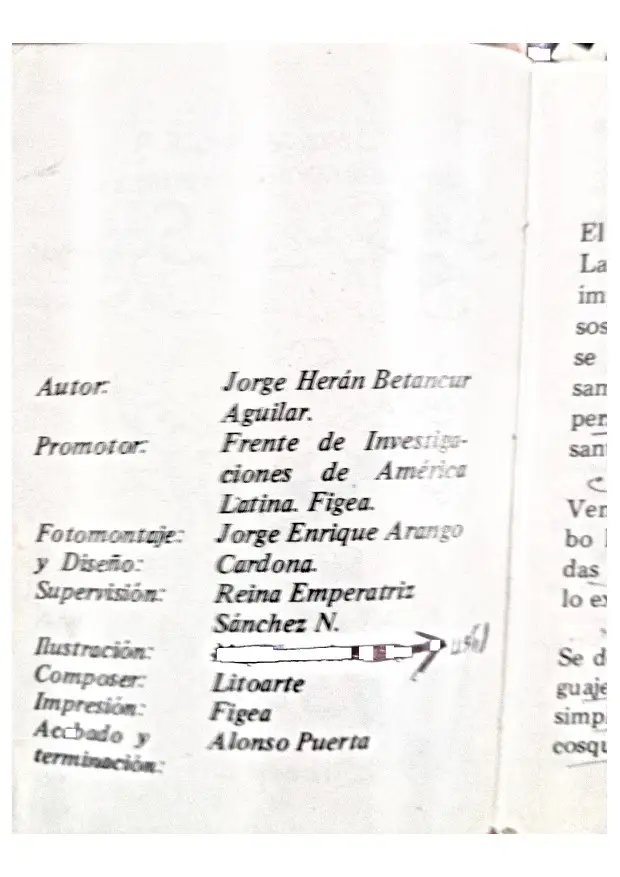 Autor: Jorge Herán Betancur
Aguilar.
Promotor: Frente de Investiga-
ciones de América
Latina. Figea.
Fotomontaje: Jorge Enrique Arango
y Diseño: Cardona.
Supervisión: Reina Emperatriz
Sánchez N.
Ilustración:
Composer: Litoarte
Impresión: Figea
Acabado y Alonso Puerta
terminación:
El
La
im
sos
se
sam
per
san
Ver
bo
das
lo ex
Se d
guaje
simp
cosqu